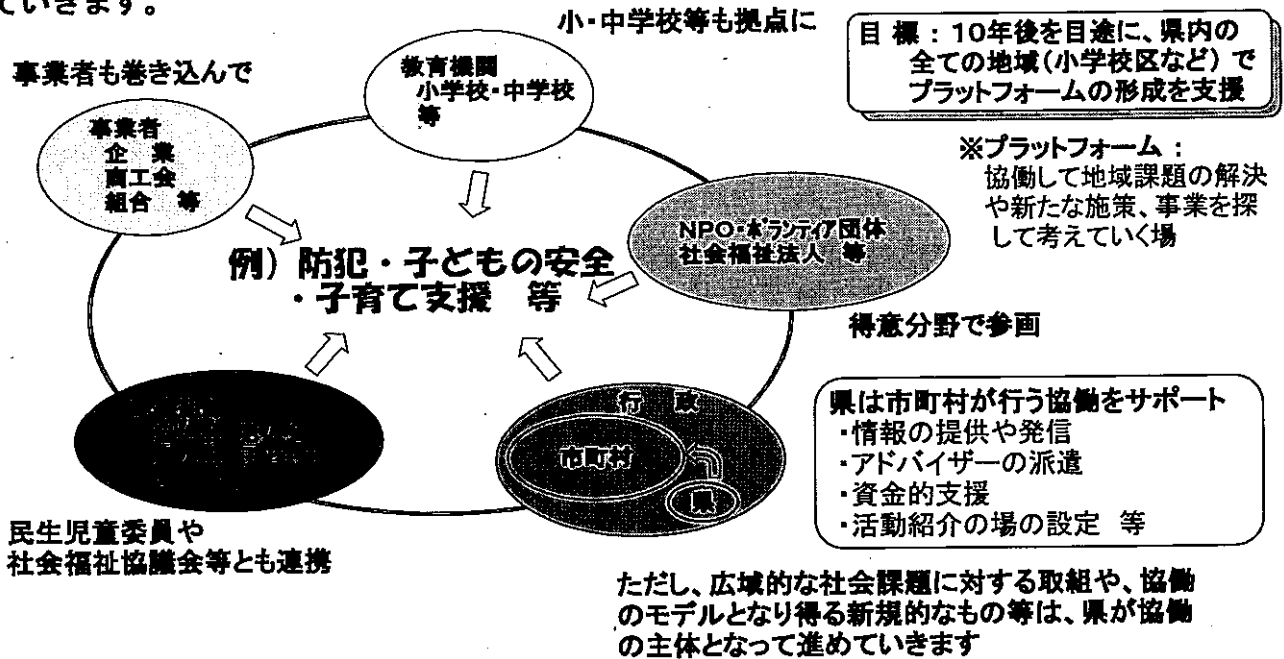 ていきます。
小・中学校等も拠点に
目 標 : 10年後を目途に、県内の
全ての地域(小学校区など)で
プラットフォームの形成を支援
事業者も巻き込んで
教育機関
小学校・中学校
等
事業者
企 業
商工会
組合 等
※プラットフォーム :
協働して地域課題の解決
や新たな施策、事業を探
して考えていく場
NPO・ボランティア団体
社会福祉法人 等
例) 防犯・子どもの安全
・子育て支援 等
得意分野で参画
行 政
市町村
県
県は市町村が行う協働をサポート
・情報の提供や発信
・アドバイザーの派遣
・資金的支援
・活動紹介の場の設定 等
民生児童委員や
社会福祉協議会等とも連携
ただし、広域的な社会課題に対する取組や、協働
のモデルとなり得る新規的なもの等は、県が協働
の主体となって進めていきます